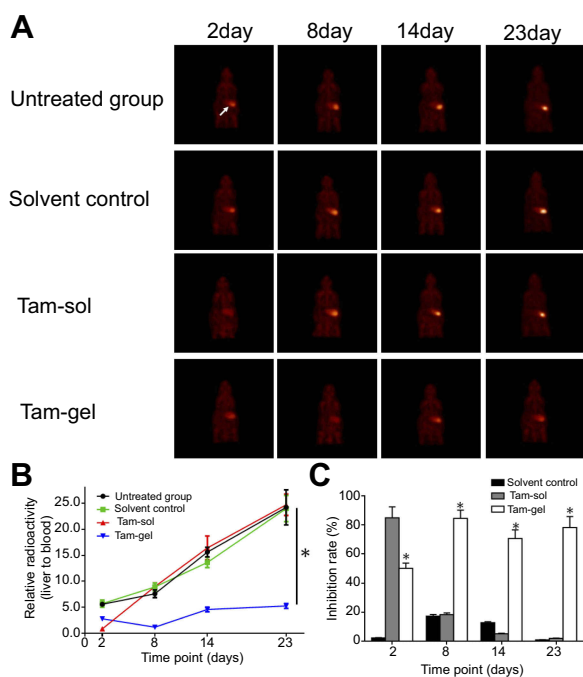 A
2day 8day 14day 23day
Untreated group
Solvent control
Tam-sol
Tam-gel
B
Relative radioactivity
(liver to blood)
25.0
20.0
15.0
10.0
5.0
0.0
Untreated group
Solvent control
Tam-sol
Tam-gel
*
0 2 8 14 23
Time point (days)
C
Inhibition rate (%)
100
80
60
40
20
0
Solvent control
Tam-sol
Tam-gel
* * * *
2 8 14 23
Time point (days)